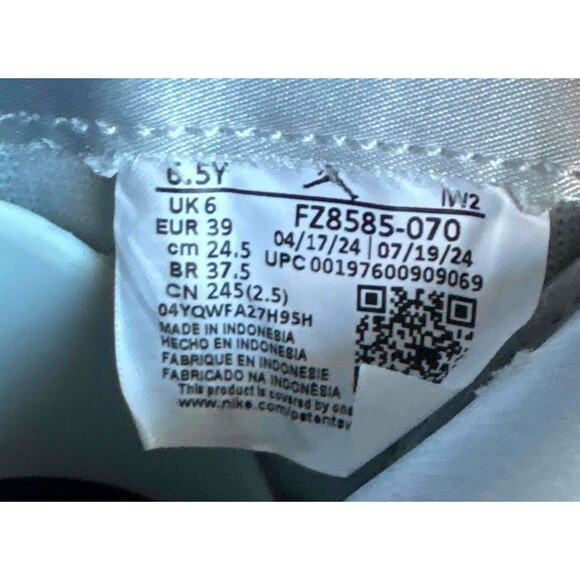 6.5Y
IW2
UK 6
EUR 39
cm 24.5
BR 37.5
CN 245(2.5)
FZ8585-070
04/17/24 | 07/19/24
UPC 00197600909069
04YQWFA27H95H
MADE IN INDONESIA
HECHO EN INDONESIA
FABRIQUE EN INDONESIE
FABRICADO NA INDONÉSIA
This product is covered by one
www.nike.com/patents